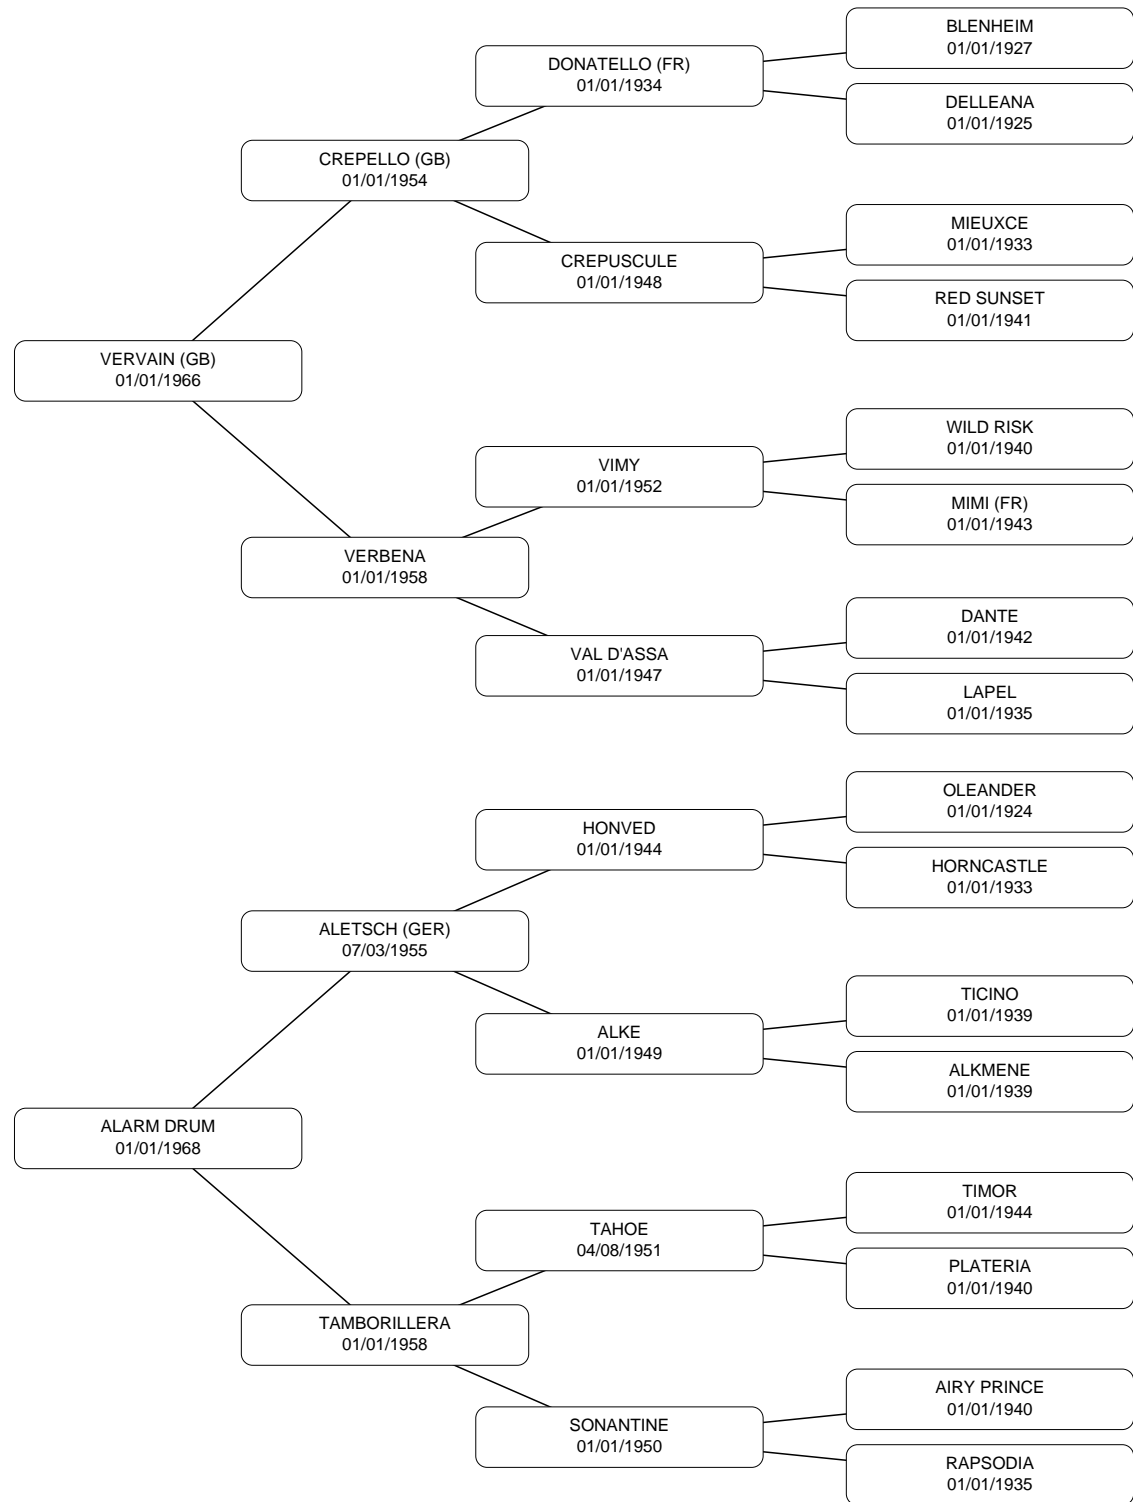 BLENHEIM
01/01/1927
DONATELLO (FR)
01/01/1934
DELLEANA
01/01/1925
CREPELLO (GB)
01/01/1954
MIEUXCE
01/01/1933
CREPUSCULE
01/01/1948
RED SUNSET
01/01/1941
VERVAIN (GB)
01/01/1966
WILD RISK
01/01/1940
VIMY
01/01/1952
MIMI (FR)
01/01/1943
VERBENA
01/01/1958
DANTE
01/01/1942
VAL D'ASSA
01/01/1947
LAPEL
01/01/1935
OLEANDER
01/01/1924
HONVED
01/01/1944
HORNCASTLE
01/01/1933
ALETSCH (GER)
07/03/1955
TICINO
01/01/1939
ALKE
01/01/1949
ALKMENE
01/01/1939
ALARM DRUM
01/01/1968
TIMOR
01/01/1944
TAHOE
04/08/1951
PLATERIA
01/01/1940
TAMBORILLERA
01/01/1958
AIRY PRINCE
01/01/1940
SONANTINE
01/01/1950
RAPSODIA
01/01/1935